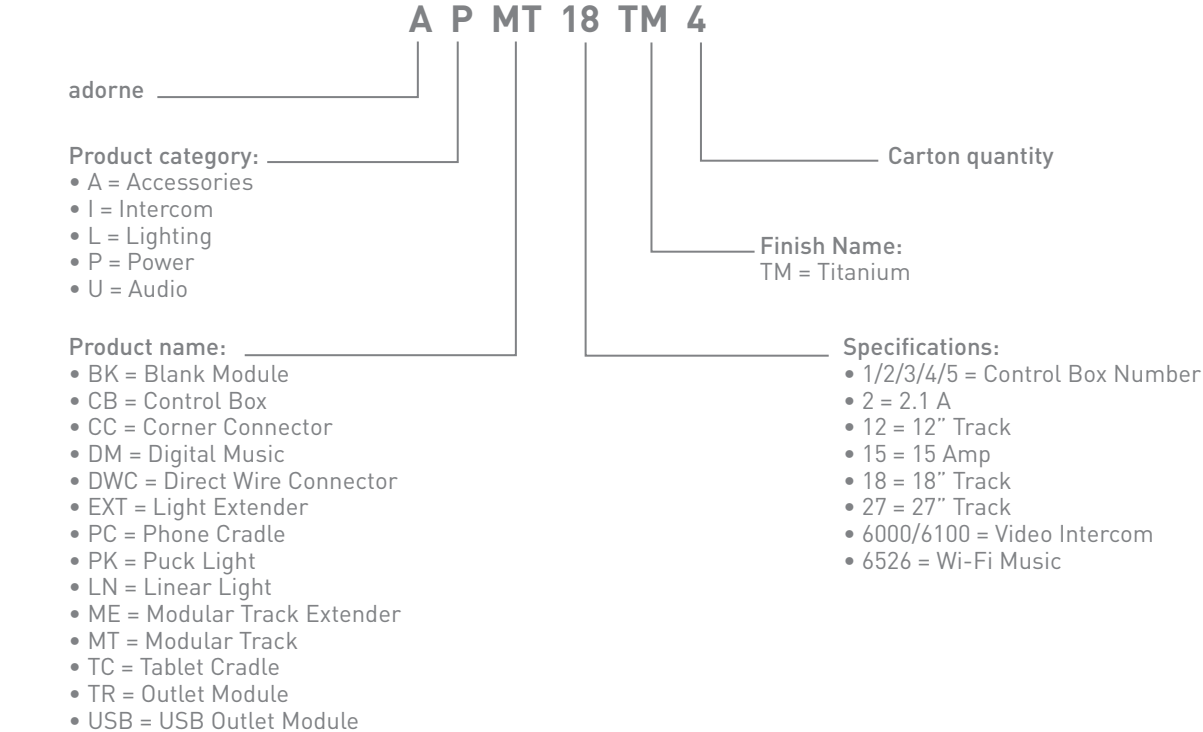 A P MT 18 TM 4
adorne
Product category:
• A = Accessories
• I = Intercom
• L = Lighting
• P = Power
• U = Audio
Carton quantity
Finish Name:
TM = Titanium
Product name:
• BK = Blank Module
• CB = Control Box
• CC = Corner Connector
• DM = Digital Music
• DWC = Direct Wire Connector
• EXT = Light Extender
• PC = Phone Cradle
• PK = Puck Light
• LN = Linear Light
• ME = Modular Track Extender
• MT = Modular Track
• TC = Tablet Cradle
• TR = Outlet Module
• USB = USB Outlet Module
Specifications:
• 1/2/3/4/5 = Control Box Number
• 2 = 2.1 A
• 12 = 12” Track
• 15 = 15 Amp
• 18 = 18” Track
• 27 = 27” Track
• 6000/6100 = Video Intercom
• 6526 = Wi-Fi Music